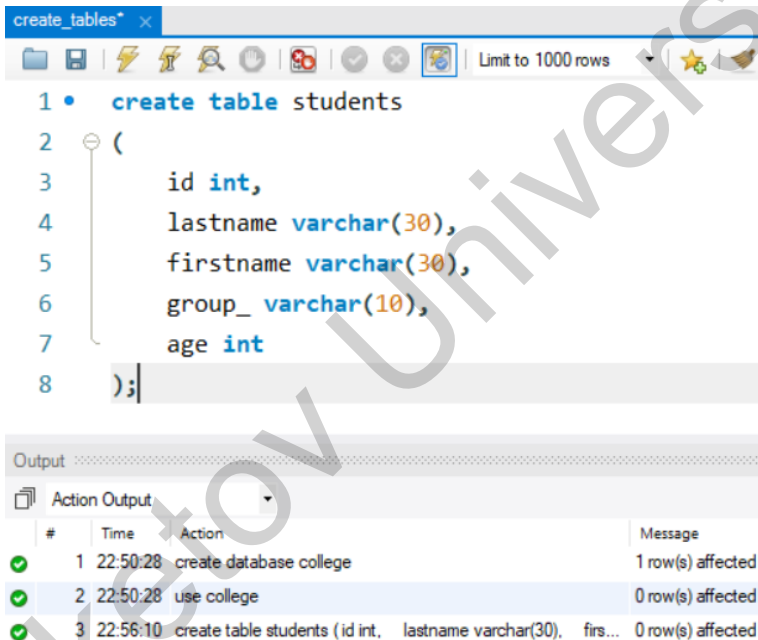 create_tables*
Limit to 1000 rows
1 create table students
2 (
3 id int,
4 lastname varchar(30),
5 firstname varchar(30),
6 group_ varchar(10),
7 age int
8 );
Output
Action Output
# Time Action Message
1 22:50:28 create database college 1 row(s) affected
2 22:50:28 use college 0 row(s) affected
3 22:56:10 create table students ( id int, lastname varchar(30), firs... 0 row(s) affected
ketov Univers